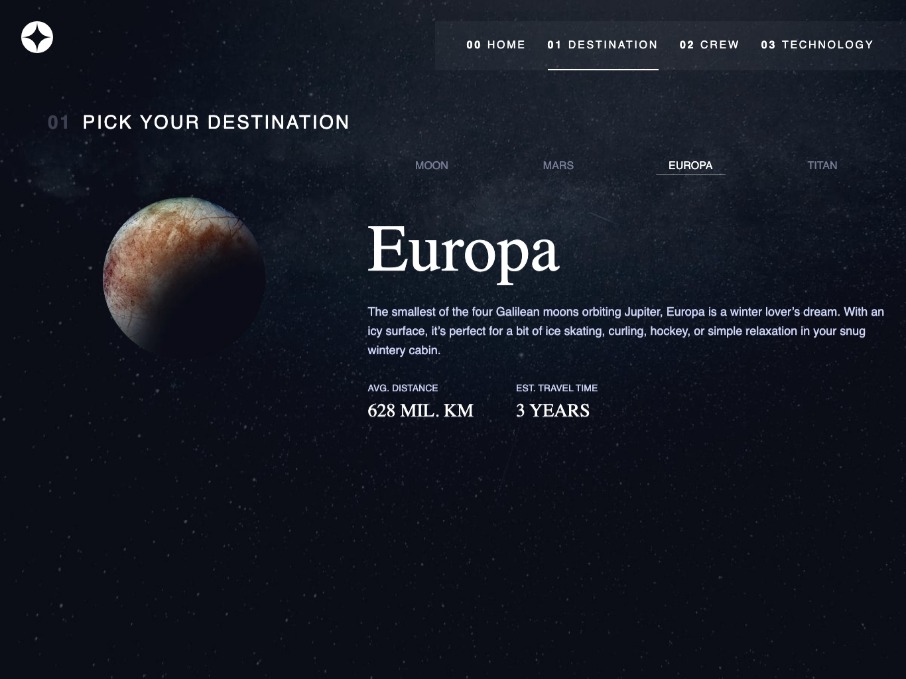 00 HOME 01 DESTINATION 02 CREW 03 TECHNOLOGY
01 PICK YOUR DESTINATION
MOON MARS EUROPA TITAN
Europa
The smallest of the four Galilean moons orbiting Jupiter, Europa is a winter lover’s dream. With an
icy surface, it’s perfect for a bit of ice skating, curling, hockey, or simple relaxation in your snug
wintery cabin.
AVG. DISTANCE EST. TRAVEL TIME
628 MIL. KM 3 YEARS